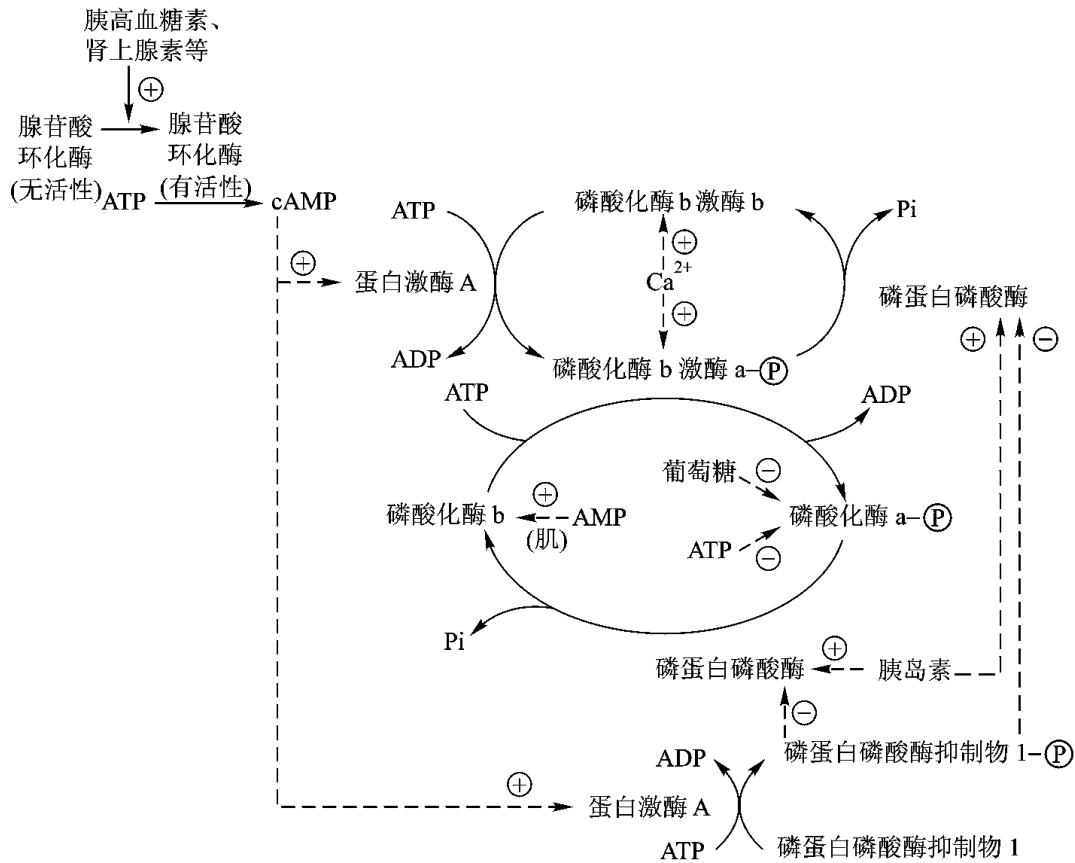 胰高血糖素、
肾上腺素等
⊕
腺苷酸
环化酶
(无活性)
腺苷酸
环化酶
(有活性)
ATP
cAMP
ATP
磷酸化酶 b 激酶 b
Pi
⊕
⊕
蛋白激酶 A
Ca²⁺
⊕
磷蛋白磷酸酶
⊕
⊖
ADP
磷酸化酶 b 激酶 a–Ⓟ
ATP
ADP
葡萄糖
⊖
磷酸化酶 b
⊕
AMP
(肌)
磷酸化酶 a–Ⓟ
ATP
⊖
Pi
磷蛋白磷酸酶
⊕
胰岛素
⊖
ADP
磷蛋白磷酸酶抑制物 1–Ⓟ
⊕
蛋白激酶 A
ATP
磷蛋白磷酸酶抑制物 1